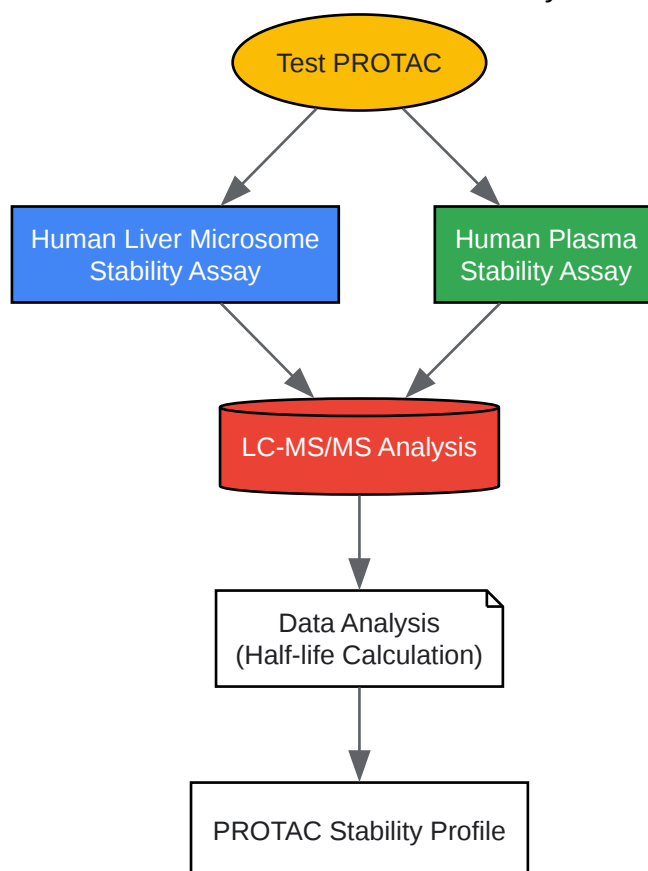 Test PROTAC
Human Liver Microsome
Stability Assay
Human Plasma
Stability Assay
LC-MS/MS Analysis
Data Analysis
(Half-life Calculation)
PROTAC Stability Profile